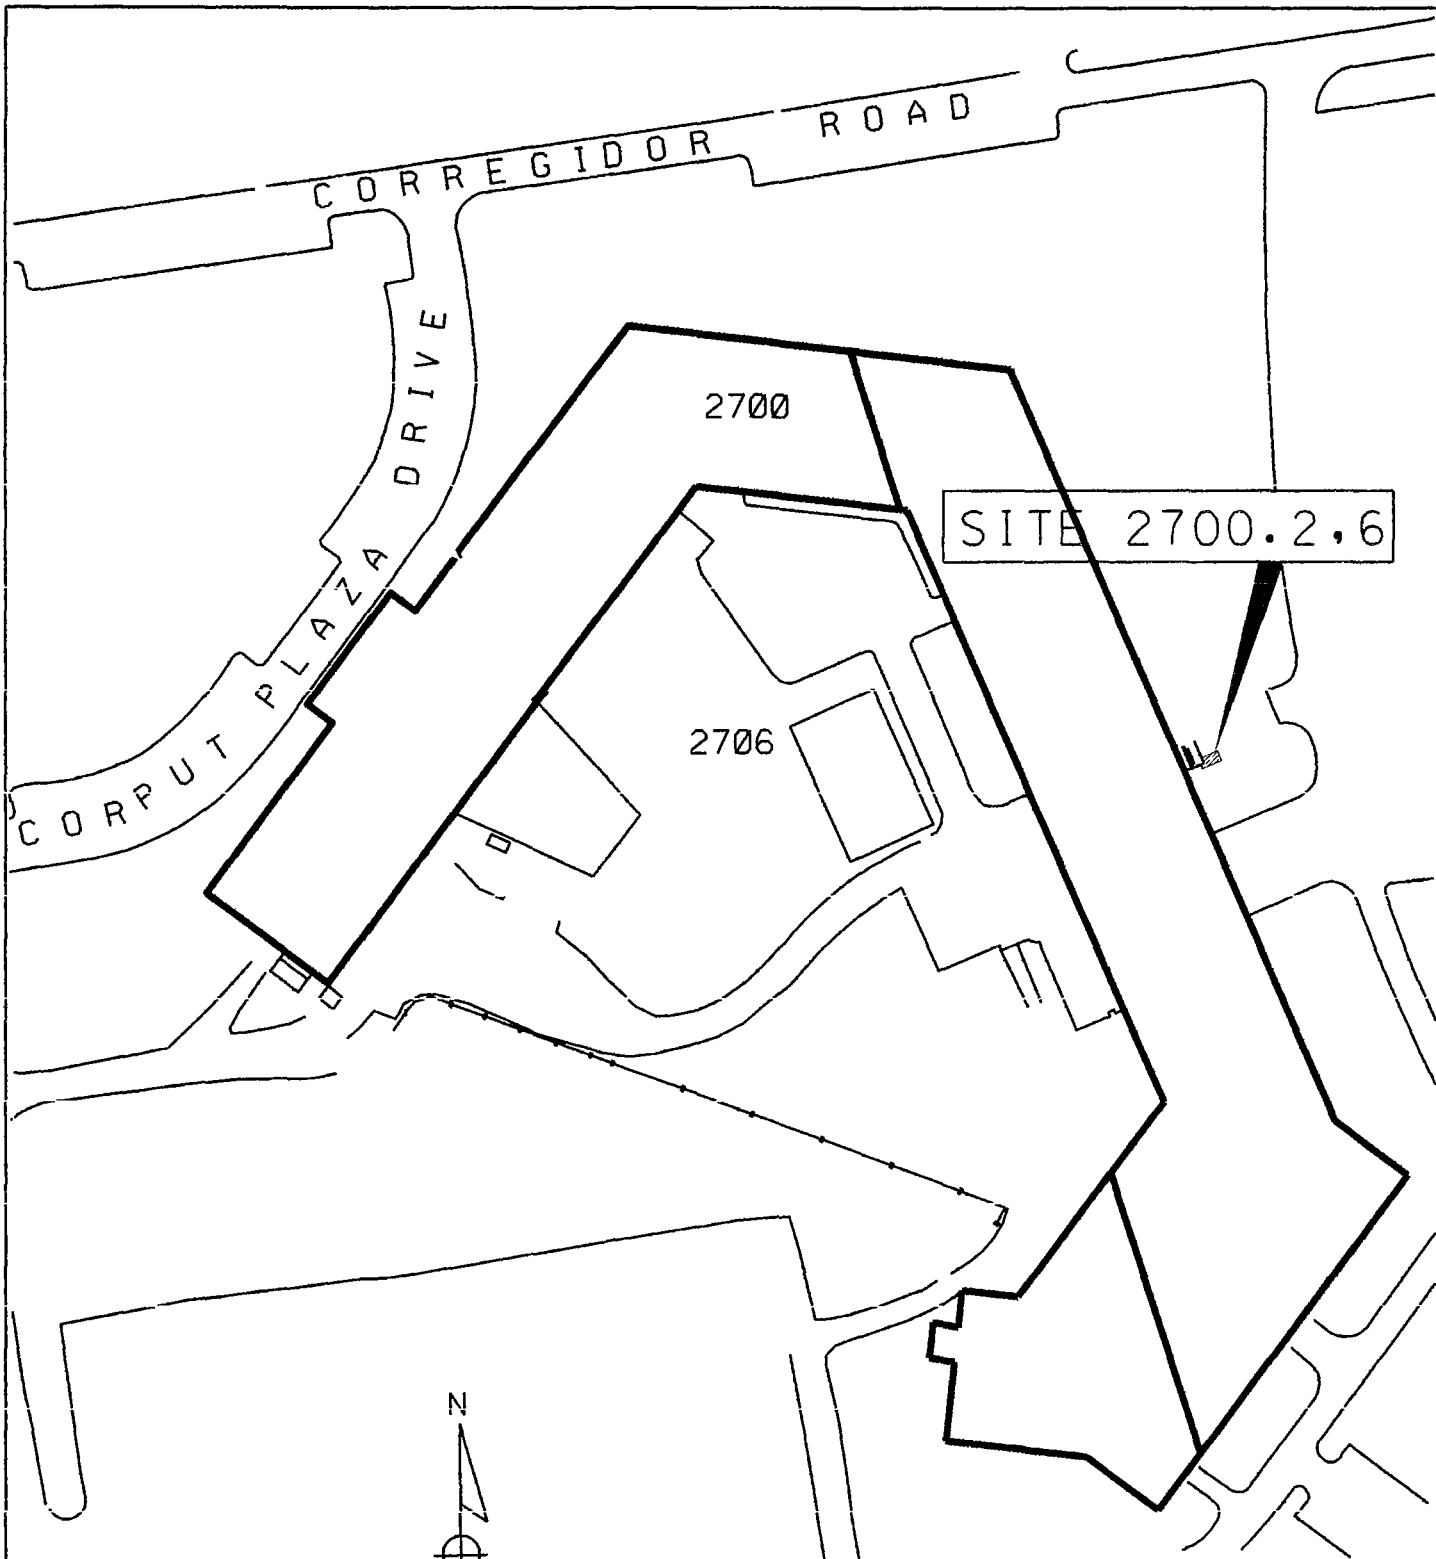 CORREGIDOR ROAD
CORPUT PLAZA DRIVE
2700
SITE 2700.2,6
2706
N